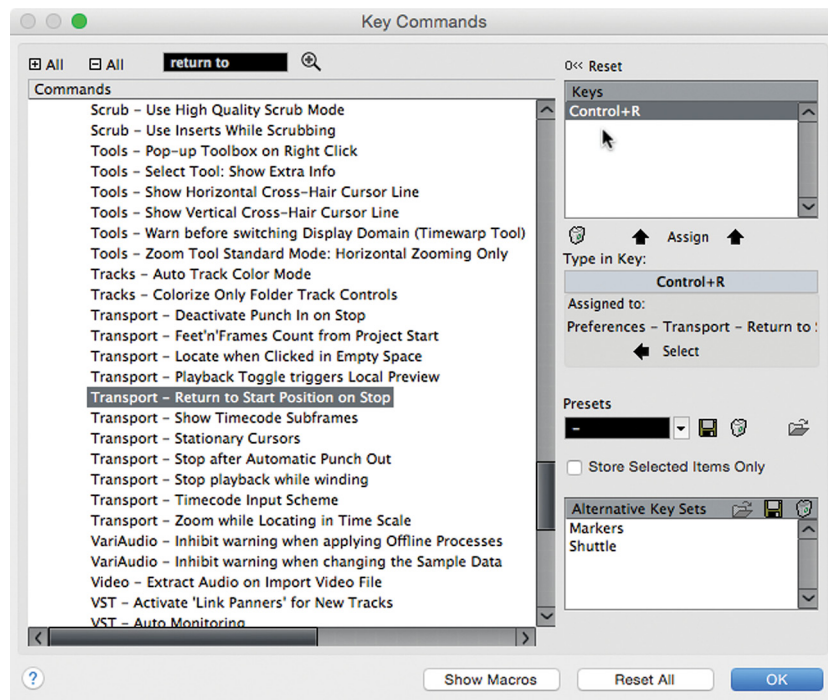 Key Commands
All
All
return to
Commands
Scrub – Use High Quality Scrub Mode
Scrub – Use Inserts While Scrubbing
Tools – Pop-up Toolbox on Right Click
Tools – Select Tool: Show Extra Info
Tools – Show Horizontal Cross-Hair Cursor Line
Tools – Show Vertical Cross-Hair Cursor Line
Tools – Warn before switching Display Domain (Timewarp Tool)
Tools – Zoom Tool Standard Mode: Horizontal Zooming Only
Tracks – Auto Track Color Mode
Tracks – Colorize Only Folder Track Controls
Transport – Deactivate Punch In on Stop
Transport – Feet'n'Frames Count from Project Start
Transport – Locate when Clicked in Empty Space
Transport – Playback Toggle triggers Local Preview
Transport – Return to Start Position on Stop
Transport – Show Timecode Subframes
Transport – Stationary Cursors
Transport – Stop after Automatic Punch Out
Transport – Stop playback while winding
Transport – Timecode Input Scheme
Transport – Zoom while Locating in Time Scale
VariAudio – Inhibit warning when applying Offline Processes
VariAudio – Inhibit warning when changing the Sample Data
Video – Extract Audio on Import Video File
VST – Activate 'Link Panners' for New Tracks
VST – Auto Monitoring
0<< Reset
Keys
Control+R
Assign
Type in Key:
Control+R
Assigned to:
Preferences – Transport – Return to
Select
Presets
–
Store Selected Items Only
Alternative Key Sets
Markers
Shuttle
?
Show Macros
Reset All
OK